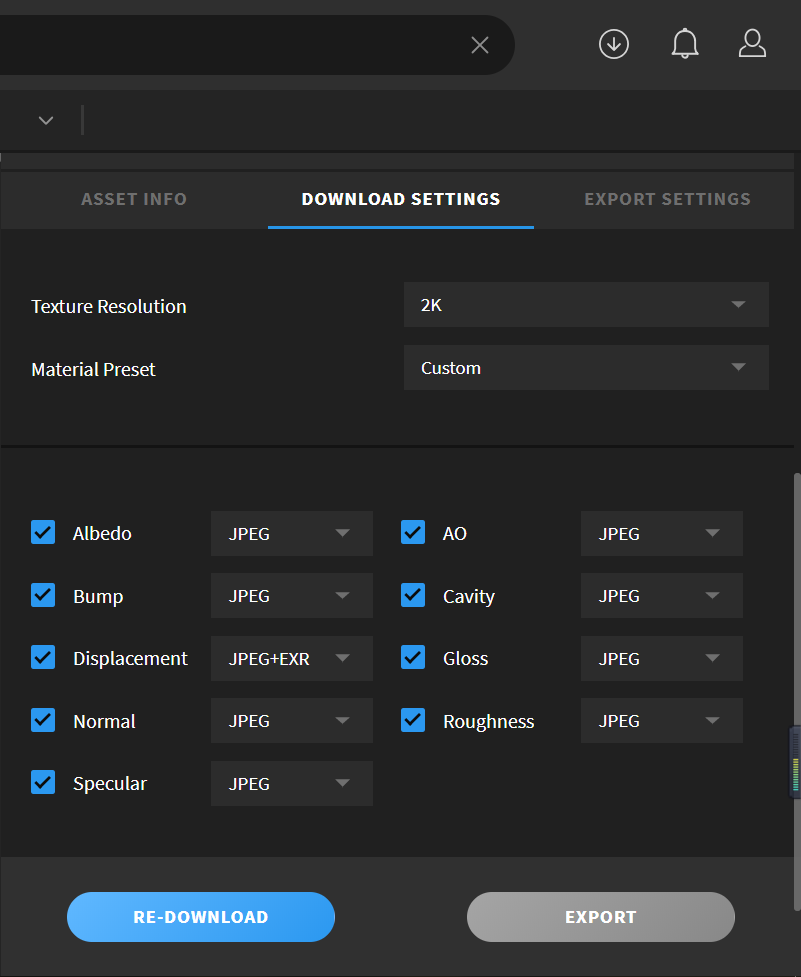 ASSET INFO DOWNLOAD SETTINGS EXPORT SETTINGS
Texture Resolution 2K
Material Preset Custom
Albedo JPEG AO JPEG
Bump JPEG Cavity JPEG
Displacement JPEG+EXR Gloss JPEG
Normal JPEG Roughness JPEG
Specular JPEG
RE-DOWNLOAD EXPORT